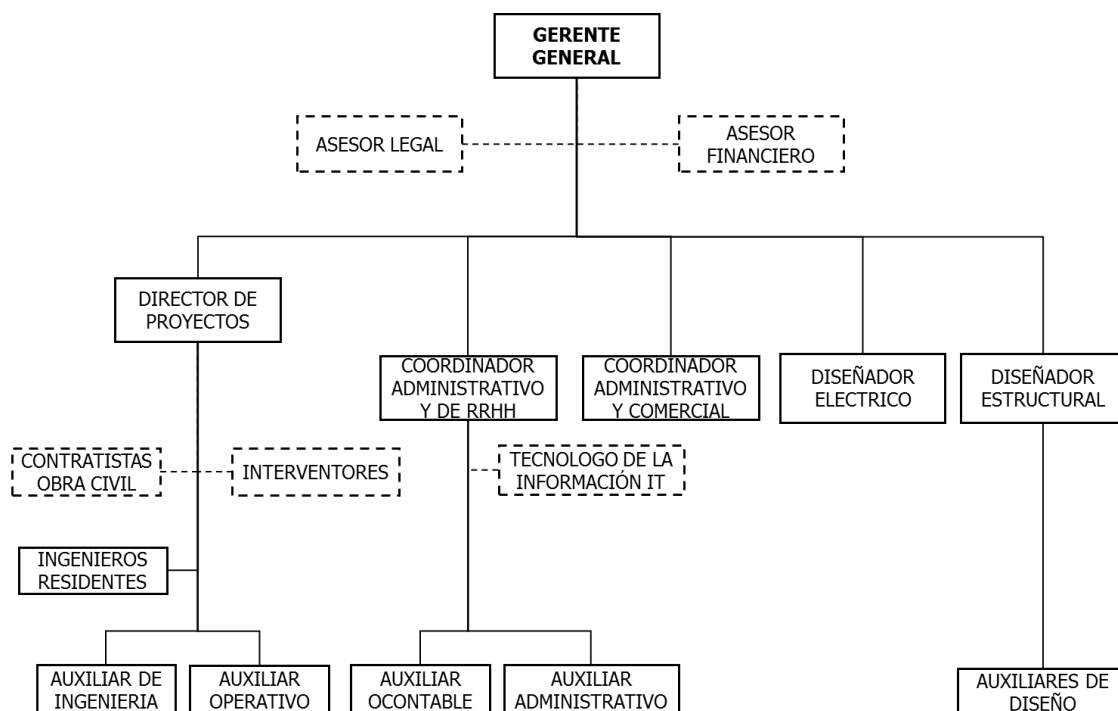 GERENTE
GENERAL
ASESOR LEGAL
ASESOR
FINANCIERO
DIRECTOR DE
PROYECTOS
COORDINADOR
ADMINISTRATIVO
Y DE RRHH
COORDINADOR
ADMINISTRATIVO
Y COMERCIAL
DISEÑADOR
ELECTRICO
DISEÑADOR
ESTRUCTURAL
CONTRATISTAS
OBRA CIVIL
INTERVENTORES
TECNOLOGO DE LA
INFORMACIÓN IT
INGENIEROS
RESIDENTES
AUXILIAR DE
INGENIERIA
AUXILIAR
OPERATIVO
AUXILIAR
OCONTABLE
AUXILIAR
ADMINISTRATIVO
AUXILIARES DE
DISEÑO